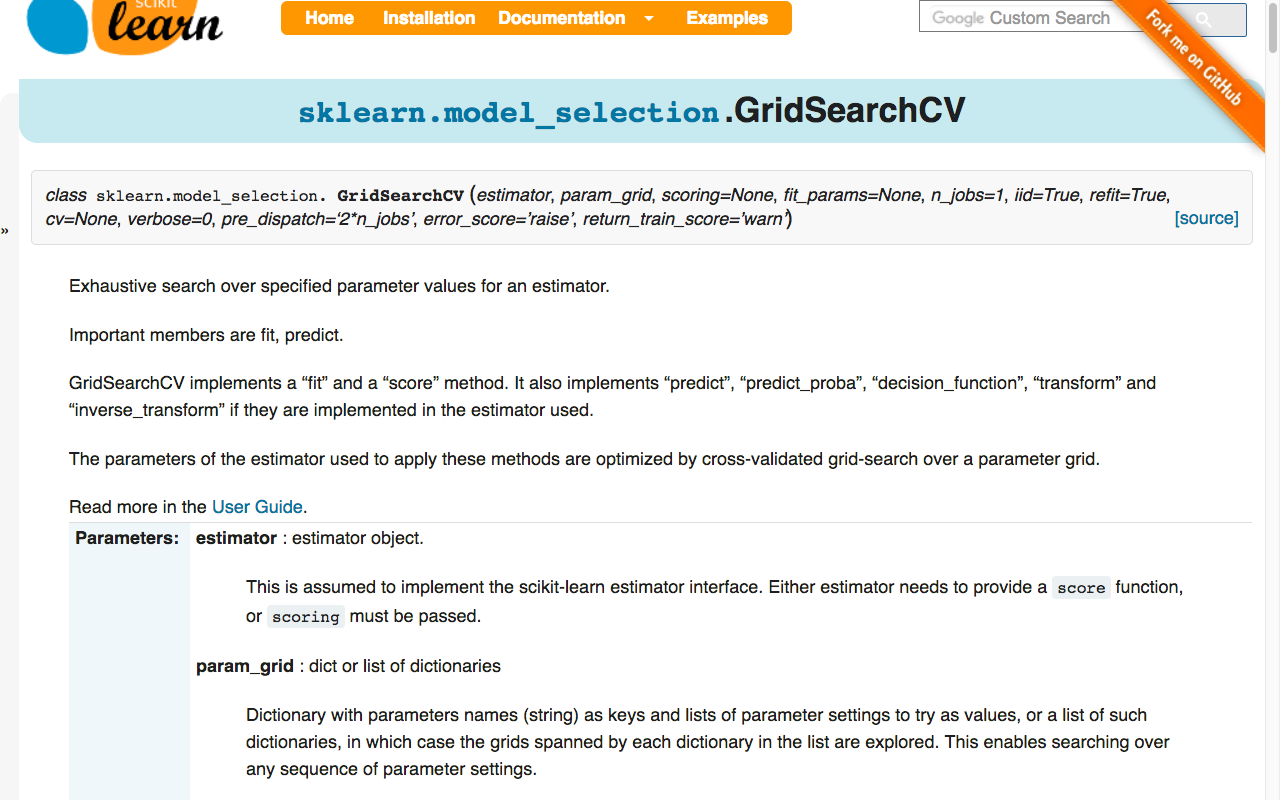 scikit
learn
Home Installation Documentation Examples
Google Custom Search
Fork me on GitHub
sklearn.model_selection.GridSearchCV
class sklearn.model_selection. GridSearchCV (estimator, param_grid, scoring=None, fit_params=None, n_jobs=1, iid=True, refit=True,
cv=None, verbose=0, pre_dispatch='2*n_jobs', error_score='raise', return_train_score='warn')
[source]
»
Exhaustive search over specified parameter values for an estimator.
Important members are fit, predict.
GridSearchCV implements a “fit” and a “score” method. It also implements “predict”, “predict_proba”, “decision_function”, “transform” and
“inverse_transform” if they are implemented in the estimator used.
The parameters of the estimator used to apply these methods are optimized by cross-validated grid-search over a parameter grid.
Read more in the User Guide.
Parameters: estimator : estimator object.
This is assumed to implement the scikit-learn estimator interface. Either estimator needs to provide a score function,
or scoring must be passed.
param_grid : dict or list of dictionaries
Dictionary with parameters names (string) as keys and lists of parameter settings to try as values, or a list of such
dictionaries, in which case the grids spanned by each dictionary in the list are explored. This enables searching over
any sequence of parameter settings.